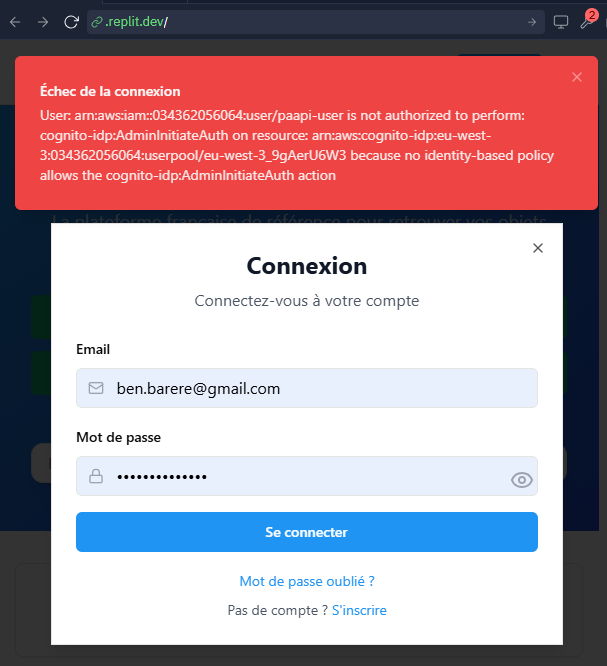 .replit.dev/
2
Échec de la connexion
User: arn:aws:iam::034362056064:user/paapi-user is not authorized to perform:
cognito-idp:AdminInitiateAuth on resource: arn:aws:cognito-idp:eu-west-
3:034362056064:userpool/eu-west-3_9gAerU6W3 because no identity-based policy
allows the cognito-idp:AdminInitiateAuth action
La plateforme française de référence pour retrouver vos objets
Connexion
Connectez-vous à votre compte
Email
ben.barere@gmail.com
Mot de passe
••••••••••••••
Se connecter
Mot de passe oublié ?
Pas de compte ? S'inscrire